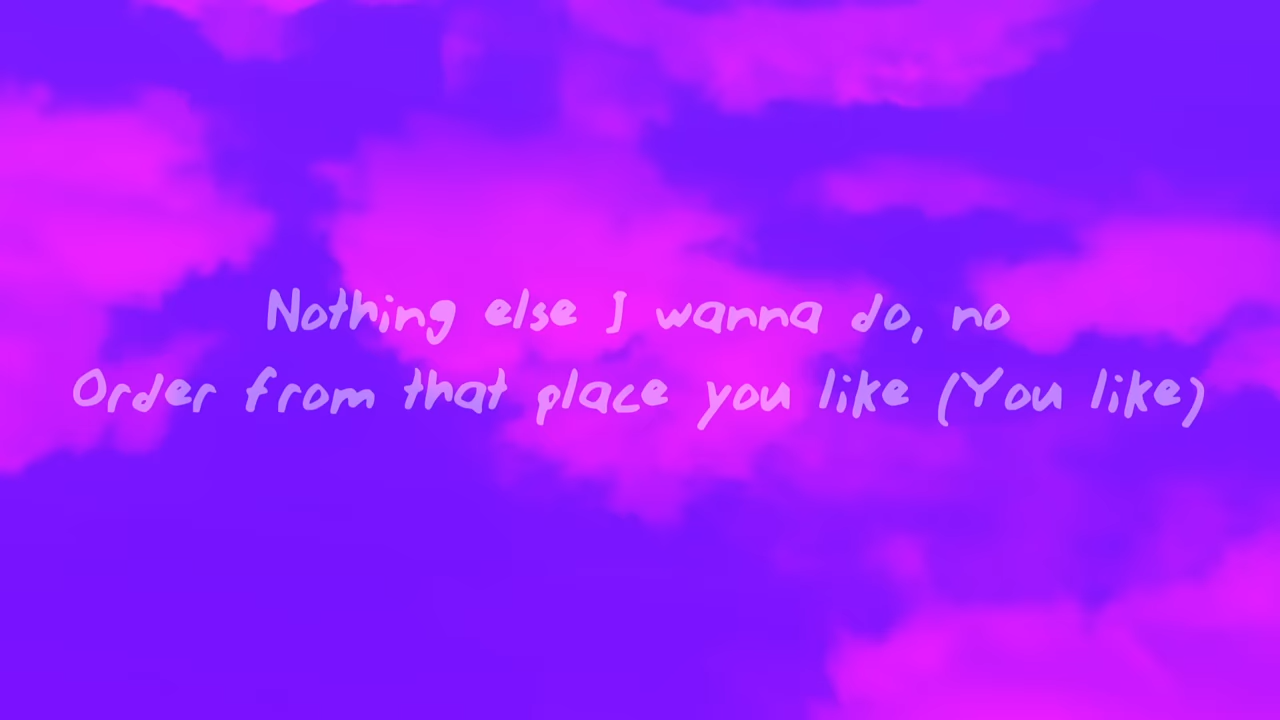 Nothing else I wanna do, no
Order from that place you like (You like)